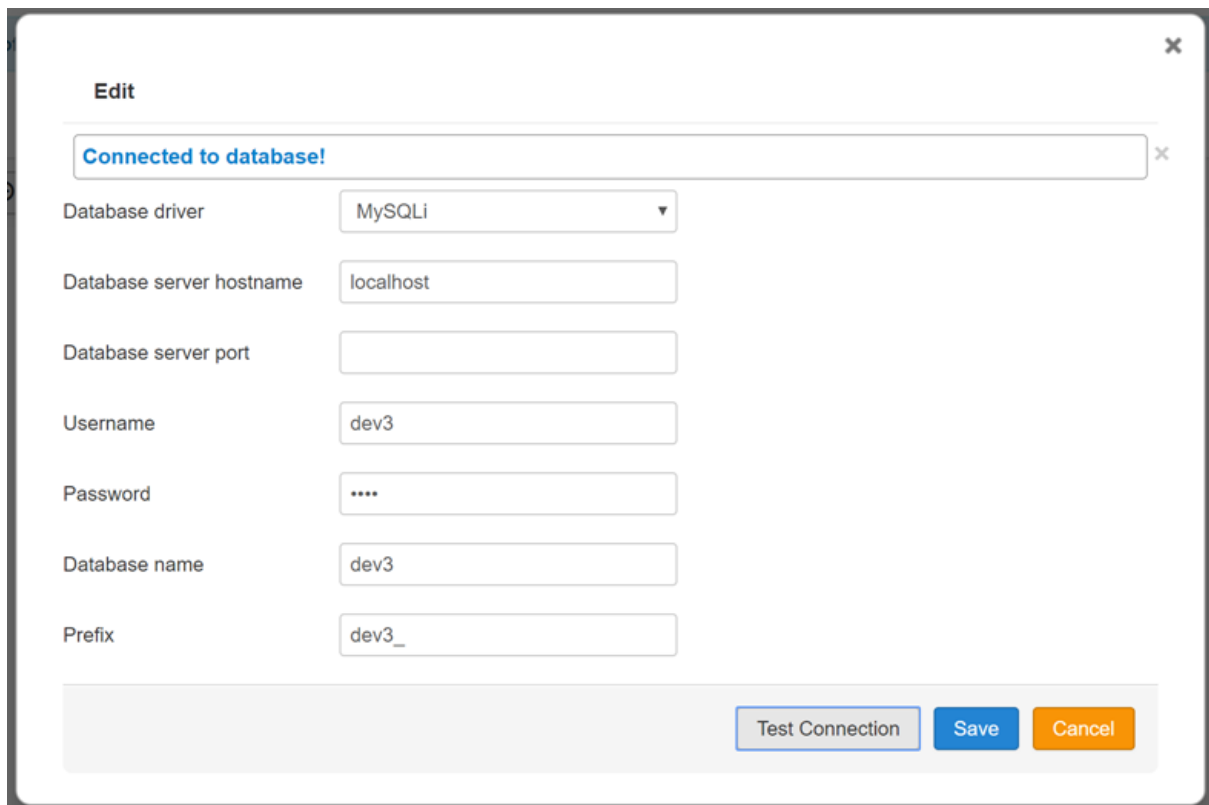 Edit
Connected to database!
Database driver MySQLi
Database server hostname localhost
Database server port
Username dev3
Password ••••
Database name dev3
Prefix dev3_
Test Connection Save Cancel